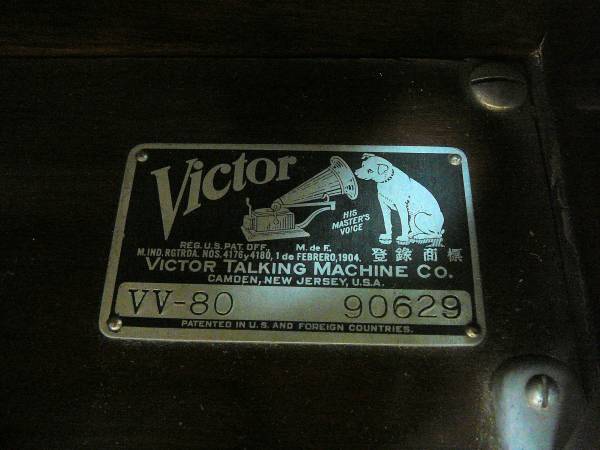 Victor
HIS
MASTER'S
VOICE
REG. U.S. PAT. OFF. M. de F.
M. IND. RGTRDA. NOS. 4176 y 4180, 1 de FEBRERO, 1904. 登錄商標
VICTOR TALKING MACHINE CO.
CAMDEN, NEW JERSEY, U.S.A.
VV-80 90629
PATENTED IN U.S. AND FOREIGN COUNTRIES.